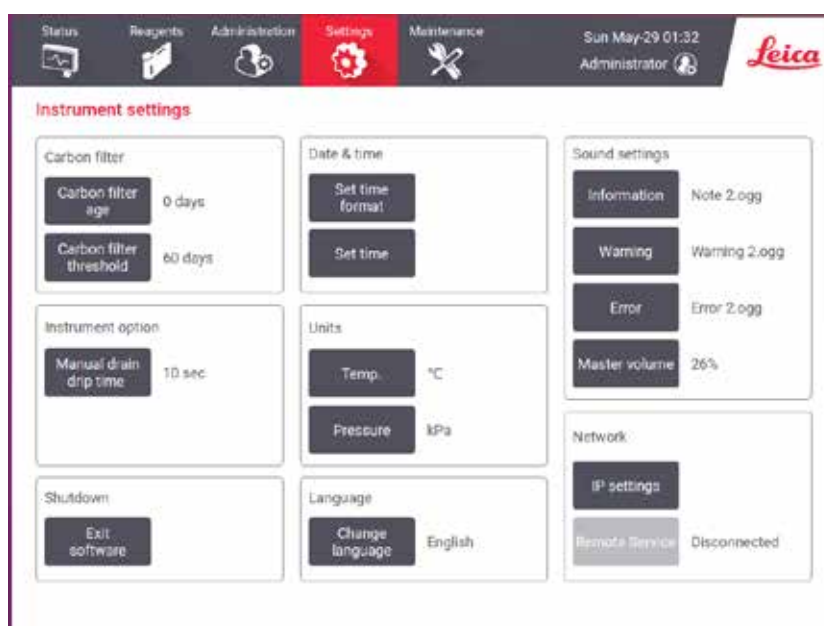 Status Reagents Administration Settings Maintenance
Sun May-29 01:32
Administrator
Leica
Instrument settings
Carbon filter
Carbon filter
age
0 days
Carbon filter
threshold
60 days
Date & time
Set time
format
Set time
Sound settings
Information
Note 2.ogg
Warning
Warning 2.ogg
Error
Error 2.ogg
Master volume
26%
Instrument option
Manual drain
drip time
10 sec
Units
Temp.
°C
Pressure
kPa
Network
IP settings
Remote Service
Disconnected
Shutdown
Exit
software
Language
Change
language
English